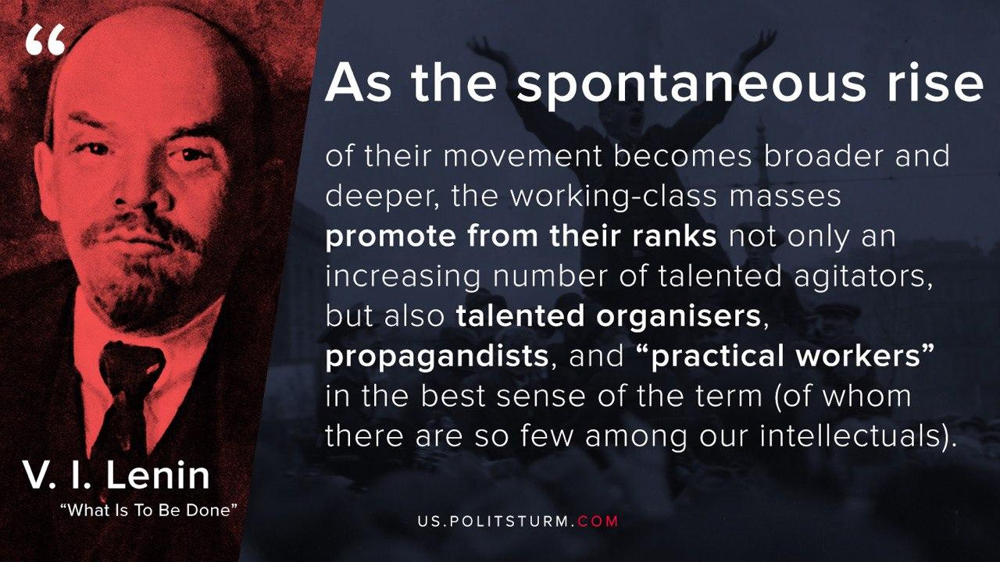 “
As the spontaneous rise
of their movement becomes broader and
deeper, the working-class masses
promote from their ranks not only an
increasing number of talented agitators,
but also talented organisers,
propagandists, and “practical workers”
in the best sense of the term (of whom
there are so few among our intellectuals).
V. I. Lenin
“What Is To Be Done”
US.POLITSTURM.COM